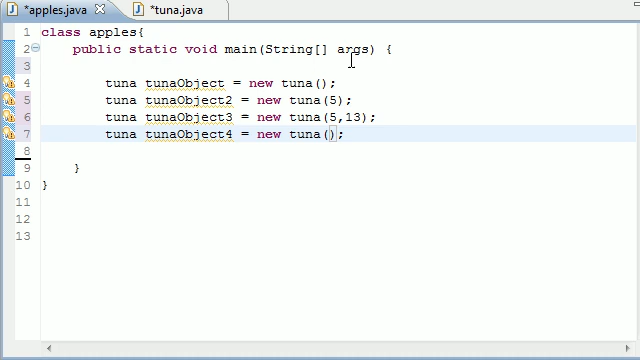 *apples.java *tuna.java
1 class apples{
2 public static void main(String[] args) {
3
4 tuna tunaObject = new tuna();
5 tuna tunaObject2 = new tuna(5);
6 tuna tunaObject3 = new tuna(5,13);
7 tuna tunaObject4 = new tuna();
8
9 }
10 }
11
12
13